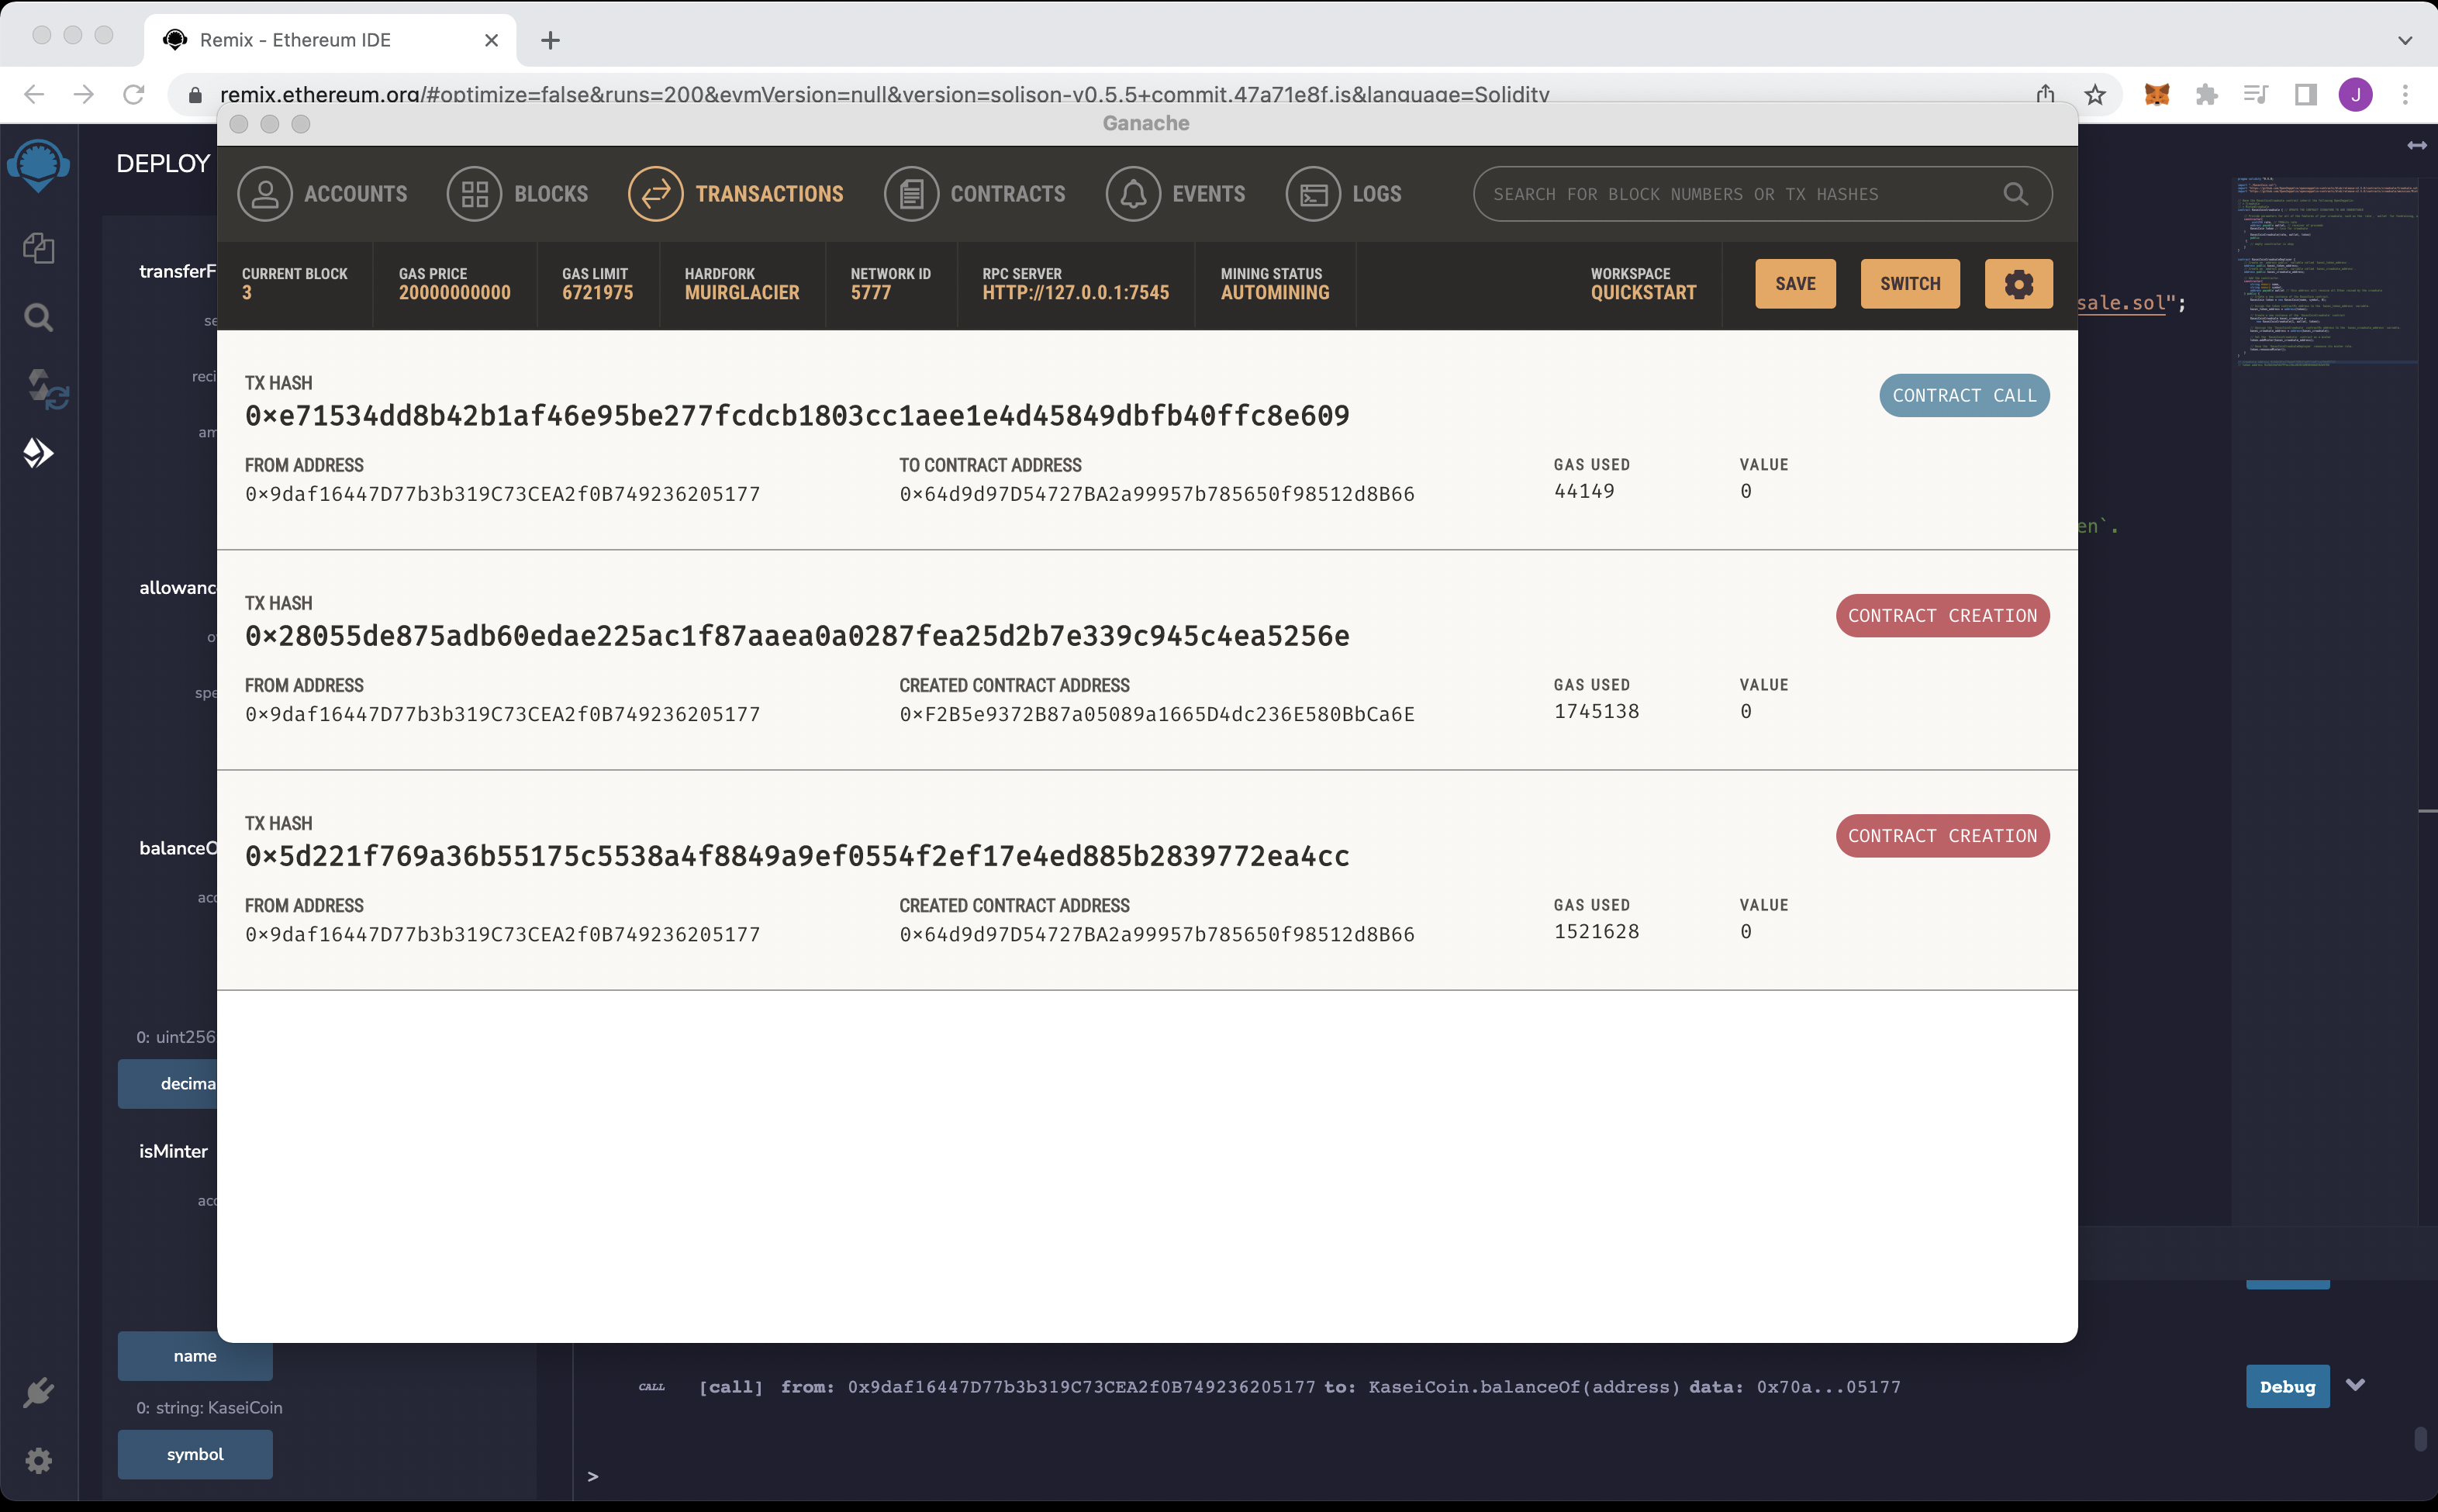 Remix - Ethereum IDE
remix.ethereum.org/#optimize=false&runs=200&evmVersion=null&version=soljson-v0.5.5+commit.47a71e8f.js&language=Solidity
J
Ganache
DEPLOY
ACCOUNTS
BLOCKS
TRANSACTIONS
CONTRACTS
EVENTS
LOGS
SEARCH FOR BLOCK NUMBERS OR TX HASHES
CURRENT BLOCK
3
GAS PRICE
20000000000
GAS LIMIT
6721975
HARDFORK
MUIRGLACIER
NETWORK ID
5777
RPC SERVER
HTTP://127.0.0.1:7545
MINING STATUS
AUTOMINING
WORKSPACE
QUICKSTART
SAVE
SWITCH
TX HASH
0×e71534dd8b42b1af46e95be277fcdcb1803cc1aee1e4d45849dbfb40ffc8e609
CONTRACT CALL
FROM ADDRESS
0×9daf16447D77b3b319C73CEA2f0B749236205177
TO CONTRACT ADDRESS
0×64d9d97D54727BA2a99957b785650f98512d8B66
GAS USED
44149
VALUE
0
TX HASH
0×28055de875adb60edae225ac1f87aaea0a0287fea25d2b7e339c945c4ea5256e
CONTRACT CREATION
FROM ADDRESS
0×9daf16447D77b3b319C73CEA2f0B749236205177
CREATED CONTRACT ADDRESS
0×F2B5e9372B87a05089a1665D4dc236E580BbCa6E
GAS USED
1745138
VALUE
0
TX HASH
0×5d221f769a36b55175c5538a4f8849a9ef0554f2ef17e4ed885b2839772ea4cc
CONTRACT CREATION
FROM ADDRESS
0×9daf16447D77b3b319C73CEA2f0B749236205177
CREATED CONTRACT ADDRESS
0×64d9d97D54727BA2a99957b785650f98512d8B66
GAS USED
1521628
VALUE
0
transferF
se
reci
am
allowanc
o
spe
balanceO
acc
0: uint256
decima
isMinter
acc
name
0: string: KaseiCoin
symbol
sale.sol";
en`.
CALL
[call] from: 0x9daf16447D77b3b319C73CEA2f0B749236205177 to: KaseiCoin.balanceOf(address) data: 0x70a...05177
Debug
>